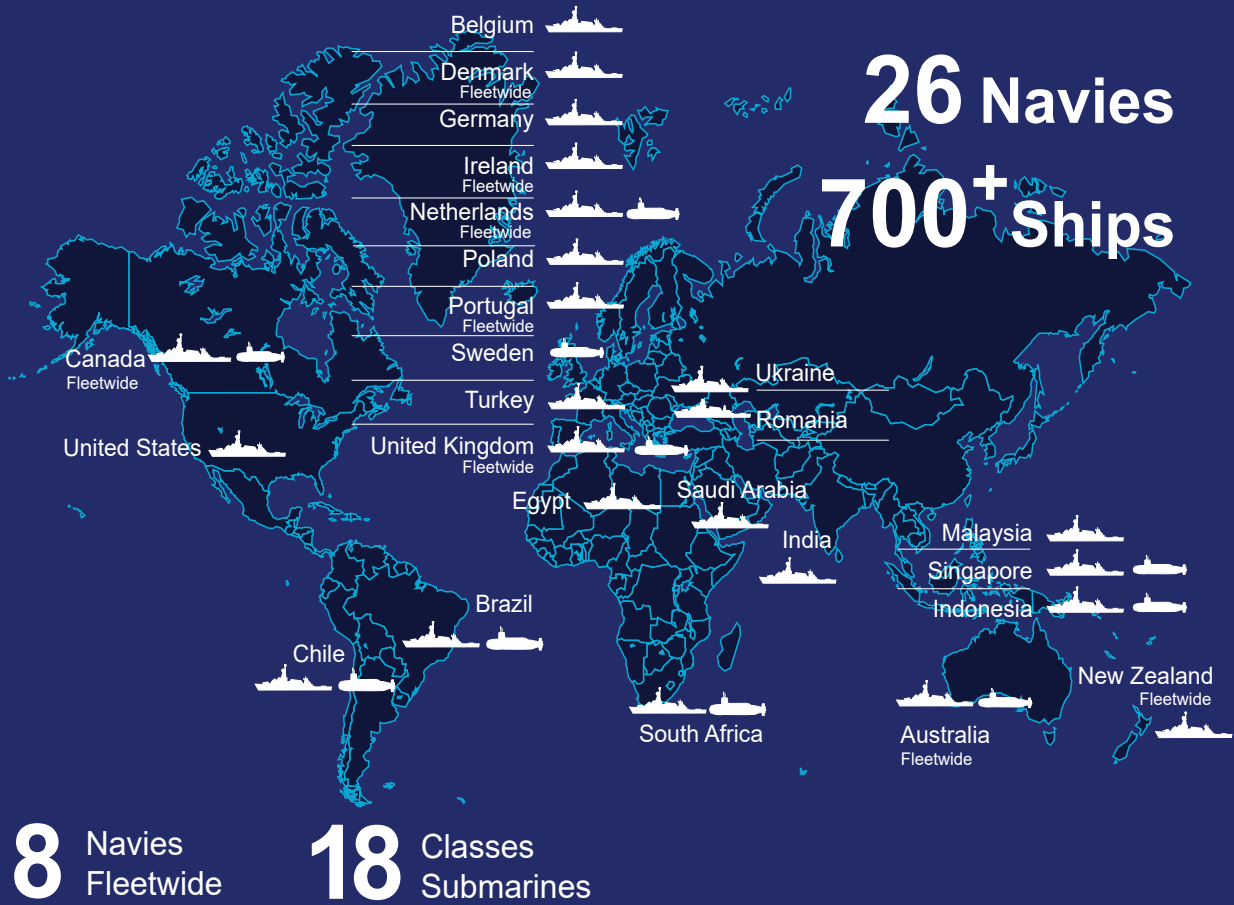 26 Navies
700+ Ships
Belgium
Denmark
Fleetwide
Germany
Ireland
Fleetwide
Netherlands
Fleetwide
Poland
Portugal
Fleetwide
Sweden
Turkey
United Kingdom
Fleetwide
Canada
Fleetwide
United States
Ukraine
Romania
Egypt
Saudi Arabia
India
Malaysia
Singapore
Indonesia
Brazil
Chile
South Africa
Australia
Fleetwide
New Zealand
Fleetwide
8 Navies
Fleetwide
18 Classes
Submarines